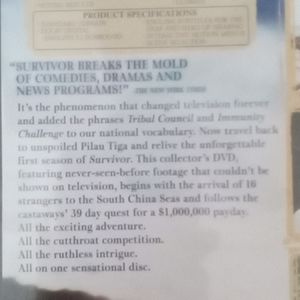 PRODUCT SPECIFICATIONS
"SURVIVOR BREAKS THE MOLD
OF COMEDIES, DRAMAS AND
NEWS PROGRAMS!" -THE NEW YORK TIMES
It's the phenomenon that changed television forever
and added the phrases Tribal Council and Immunity
Challenge to our national vocabulary. Now travel back
to unspoiled Pilau Tiga and relive the unforgettable
first season of Survivor. This collector's DVD,
featuring never-seen-before footage that couldn't be
shown on television, begins with the arrival of 16
strangers to the South China Seas and follows the
castaways' 39 day quest for a $1,000,000 payday.
All the exciting adventure.
All the cutthroat competition.
All the ruthless intrigue.
All on one sensational disc.